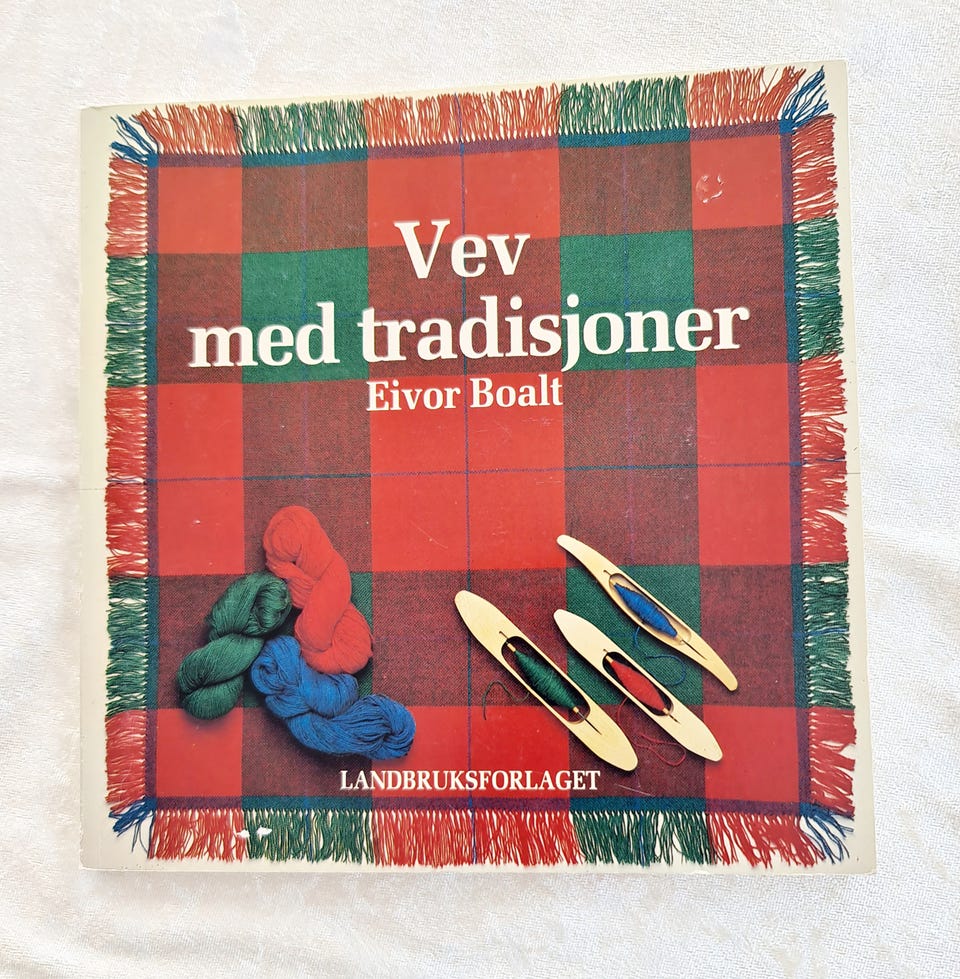 Vev
med tradisjoner
Eivor Boalt
LANDBRUKSFORLAGET